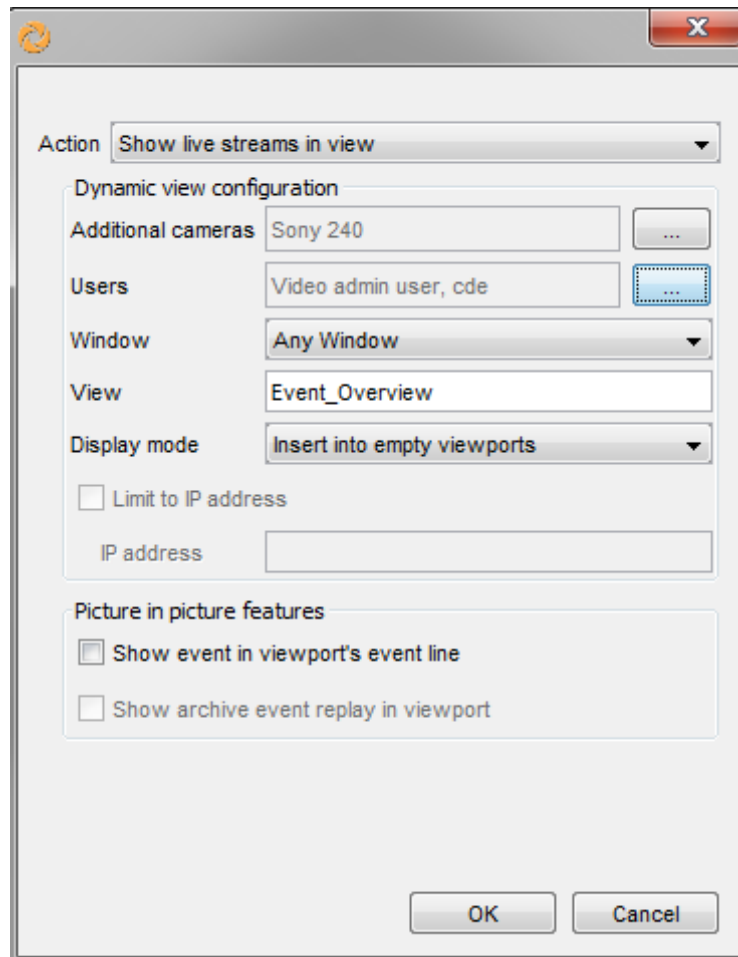 Action Show live streams in view
Dynamic view configuration
Additional cameras Sony 240 ...
Users Video admin user, cde ...
Window Any Window
View Event_Overview
Display mode Insert into empty viewports
Limit to IP address
IP address
Picture in picture features
Show event in viewport's event line
Show archive event replay in viewport
OK Cancel